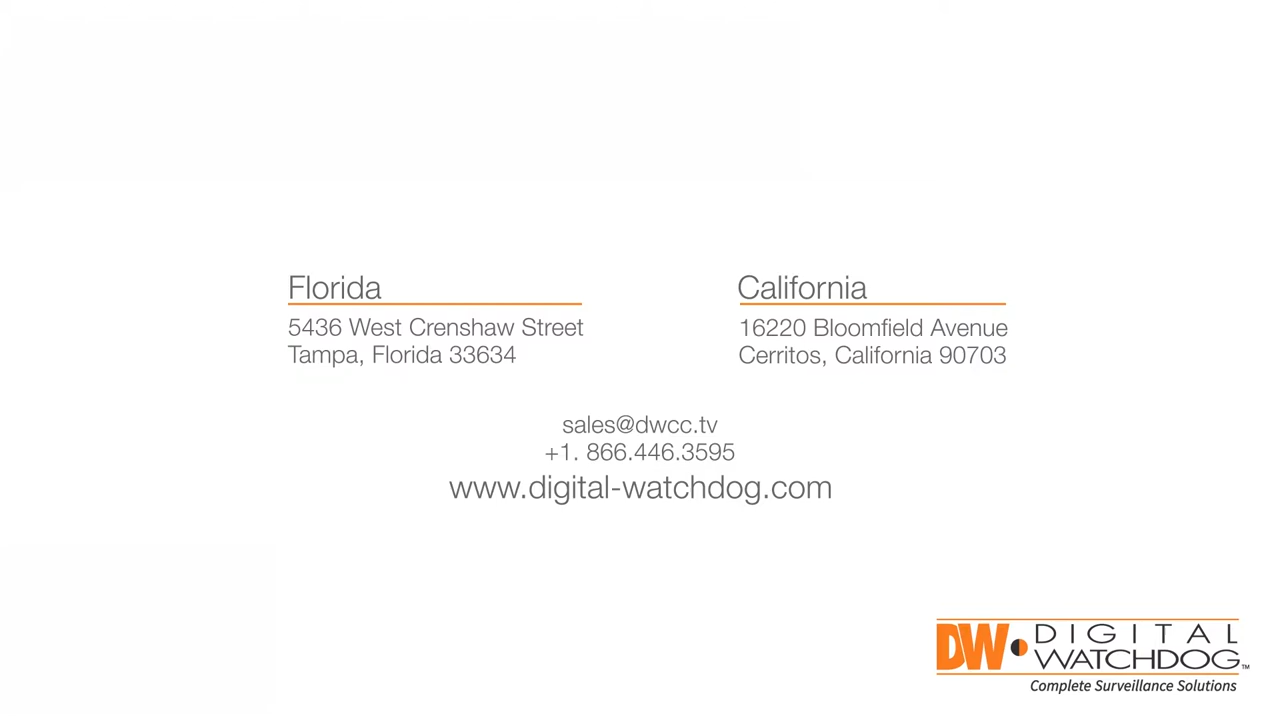 Florida
5436 West Crenshaw Street
Tampa, Florida 33634
California
16220 Bloomfield Avenue
Cerritos, California 90703
sales@dwcc.tv
+1. 866.446.3595
www.digital-watchdog.com
DW DIGITAL
WATCHDOG™
Complete Surveillance Solutions